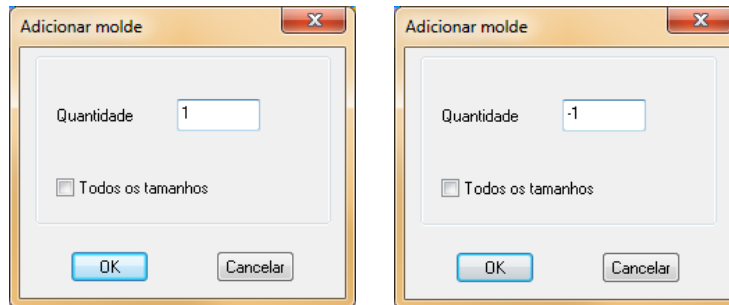 Adicionar molde
Quantidade 1
Todos os tamanhos
OK Cancelar
Adicionar molde
Quantidade -1
Todos os tamanhos
OK Cancelar